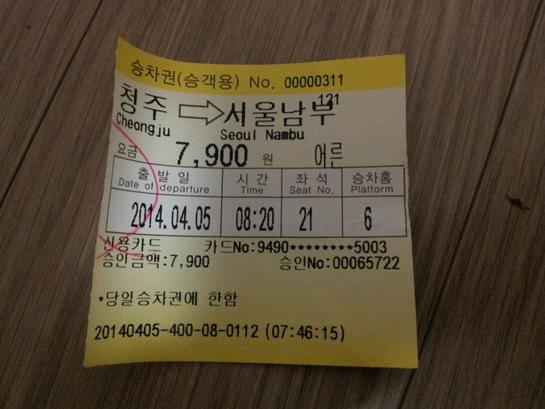 승차권(승객용) No. 00000311
청주 ⇨ 서울남부 121
Cheongju Seoul Nambu
요금 7,900 원 어른
출발일 시간 좌석 승차홈
Date of departure Time Seat No. Platform
2014.04.05 08:20 21 6
신용카드 카드No:9490********5003
승인금액:7,900 승인No:00065722
*당일승차권에 한함
20140405-400-08-0112 (07:46:15)